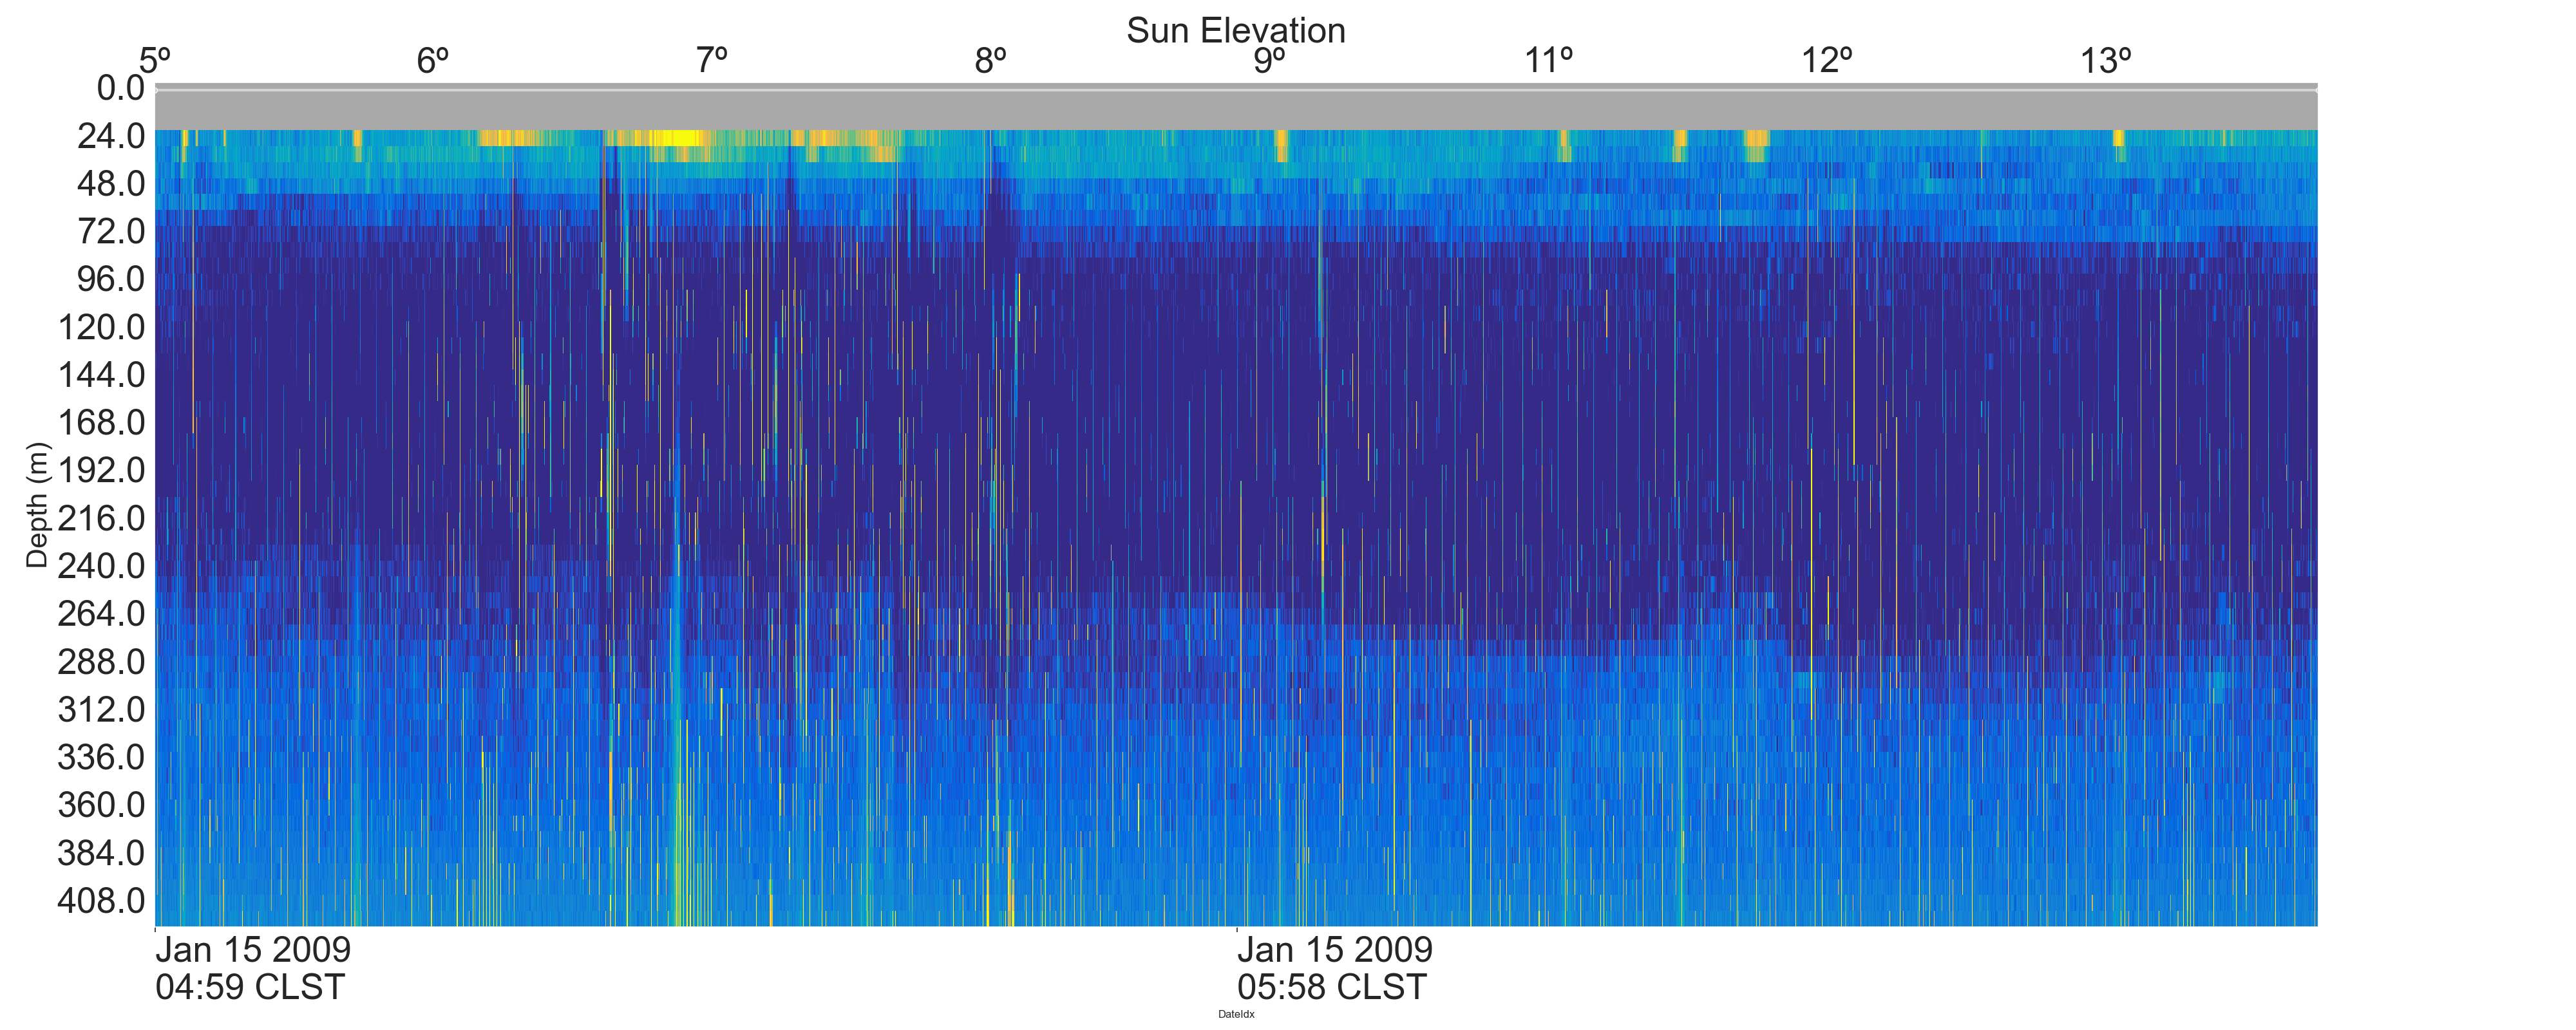 Sun Elevation
5º 6º 7º 8º 9º 11º 12º 13º
0.0
24.0
48.0
72.0
96.0
120.0
144.0
168.0
192.0
216.0
240.0
264.0
288.0
312.0
336.0
360.0
384.0
408.0
Depth (m)
Jan 15 2009
04:59 CLST
Jan 15 2009
05:58 CLST
DateIdx